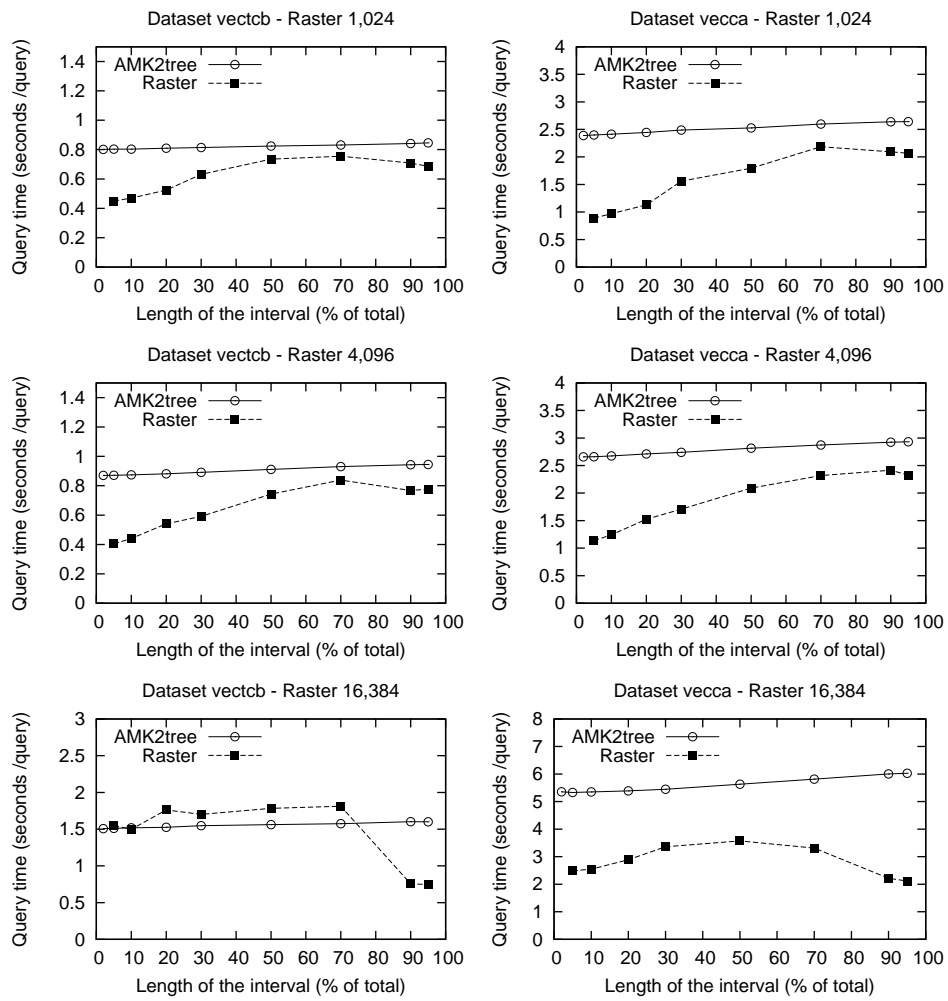 Dataset vectcb - Raster 1,024
Query time (seconds /query)
1.4
1.2
1
0.8
0.6
0.4
0.2
0
AMK2tree
Raster
10 20 30 40 50 60 70 80 90 100
Length of the interval (% of total)
Dataset vecca - Raster 1,024
Query time (seconds /query)
4
3.5
3
2.5
2
1.5
1
0.5
0
AMK2tree
Raster
10 20 30 40 50 60 70 80 90 100
Length of the interval (% of total)
Dataset vectcb - Raster 4,096
Query time (seconds /query)
1.4
1.2
1
0.8
0.6
0.4
0.2
0
AMK2tree
Raster
10 20 30 40 50 60 70 80 90 100
Length of the interval (% of total)
Dataset vecca - Raster 4,096
Query time (seconds /query)
4
3.5
3
2.5
2
1.5
1
0.5
0
AMK2tree
Raster
10 20 30 40 50 60 70 80 90 100
Length of the interval (% of total)
Dataset vectcb - Raster 16,384
Query time (seconds /query)
3
2.5
2
1.5
1
0.5
0
AMK2tree
Raster
10 20 30 40 50 60 70 80 90 100
Length of the interval (% of total)
Dataset vecca - Raster 16,384
Query time (seconds /query)
8
7
6
5
4
3
2
1
0
AMK2tree
Raster
10 20 30 40 50 60 70 80 90 100
Length of the interval (% of total)